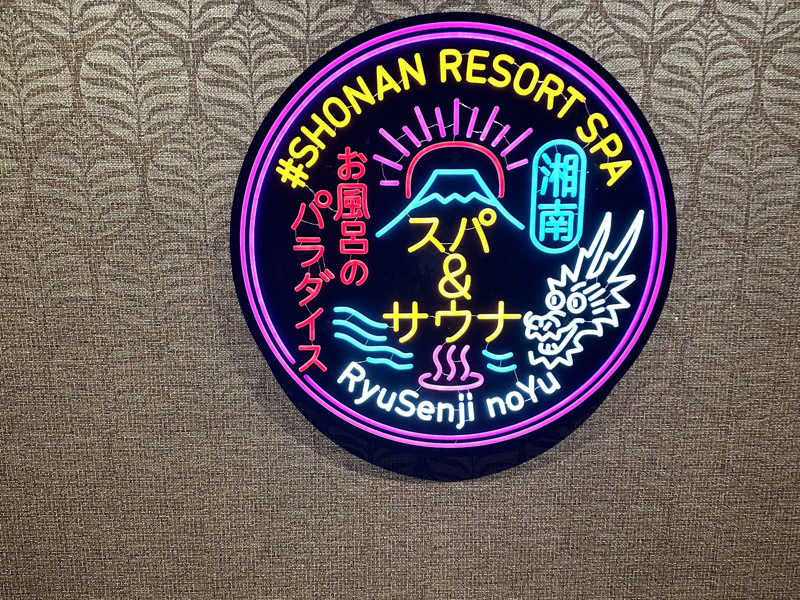 #SHONAN RESORT SPA
湘南
お風呂の
パラダイス
スパ
&
サウナ
RyuSenji noYu